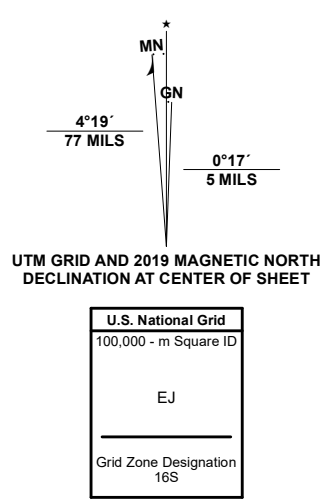 MN
GN
4°19´
77 MILS
0°17´
5 MILS
UTM GRID AND 2019 MAGNETIC NORTH
DECLINATION AT CENTER OF SHEET
U.S. National Grid
100,000 - m Square ID
EJ
Grid Zone Designation
16S